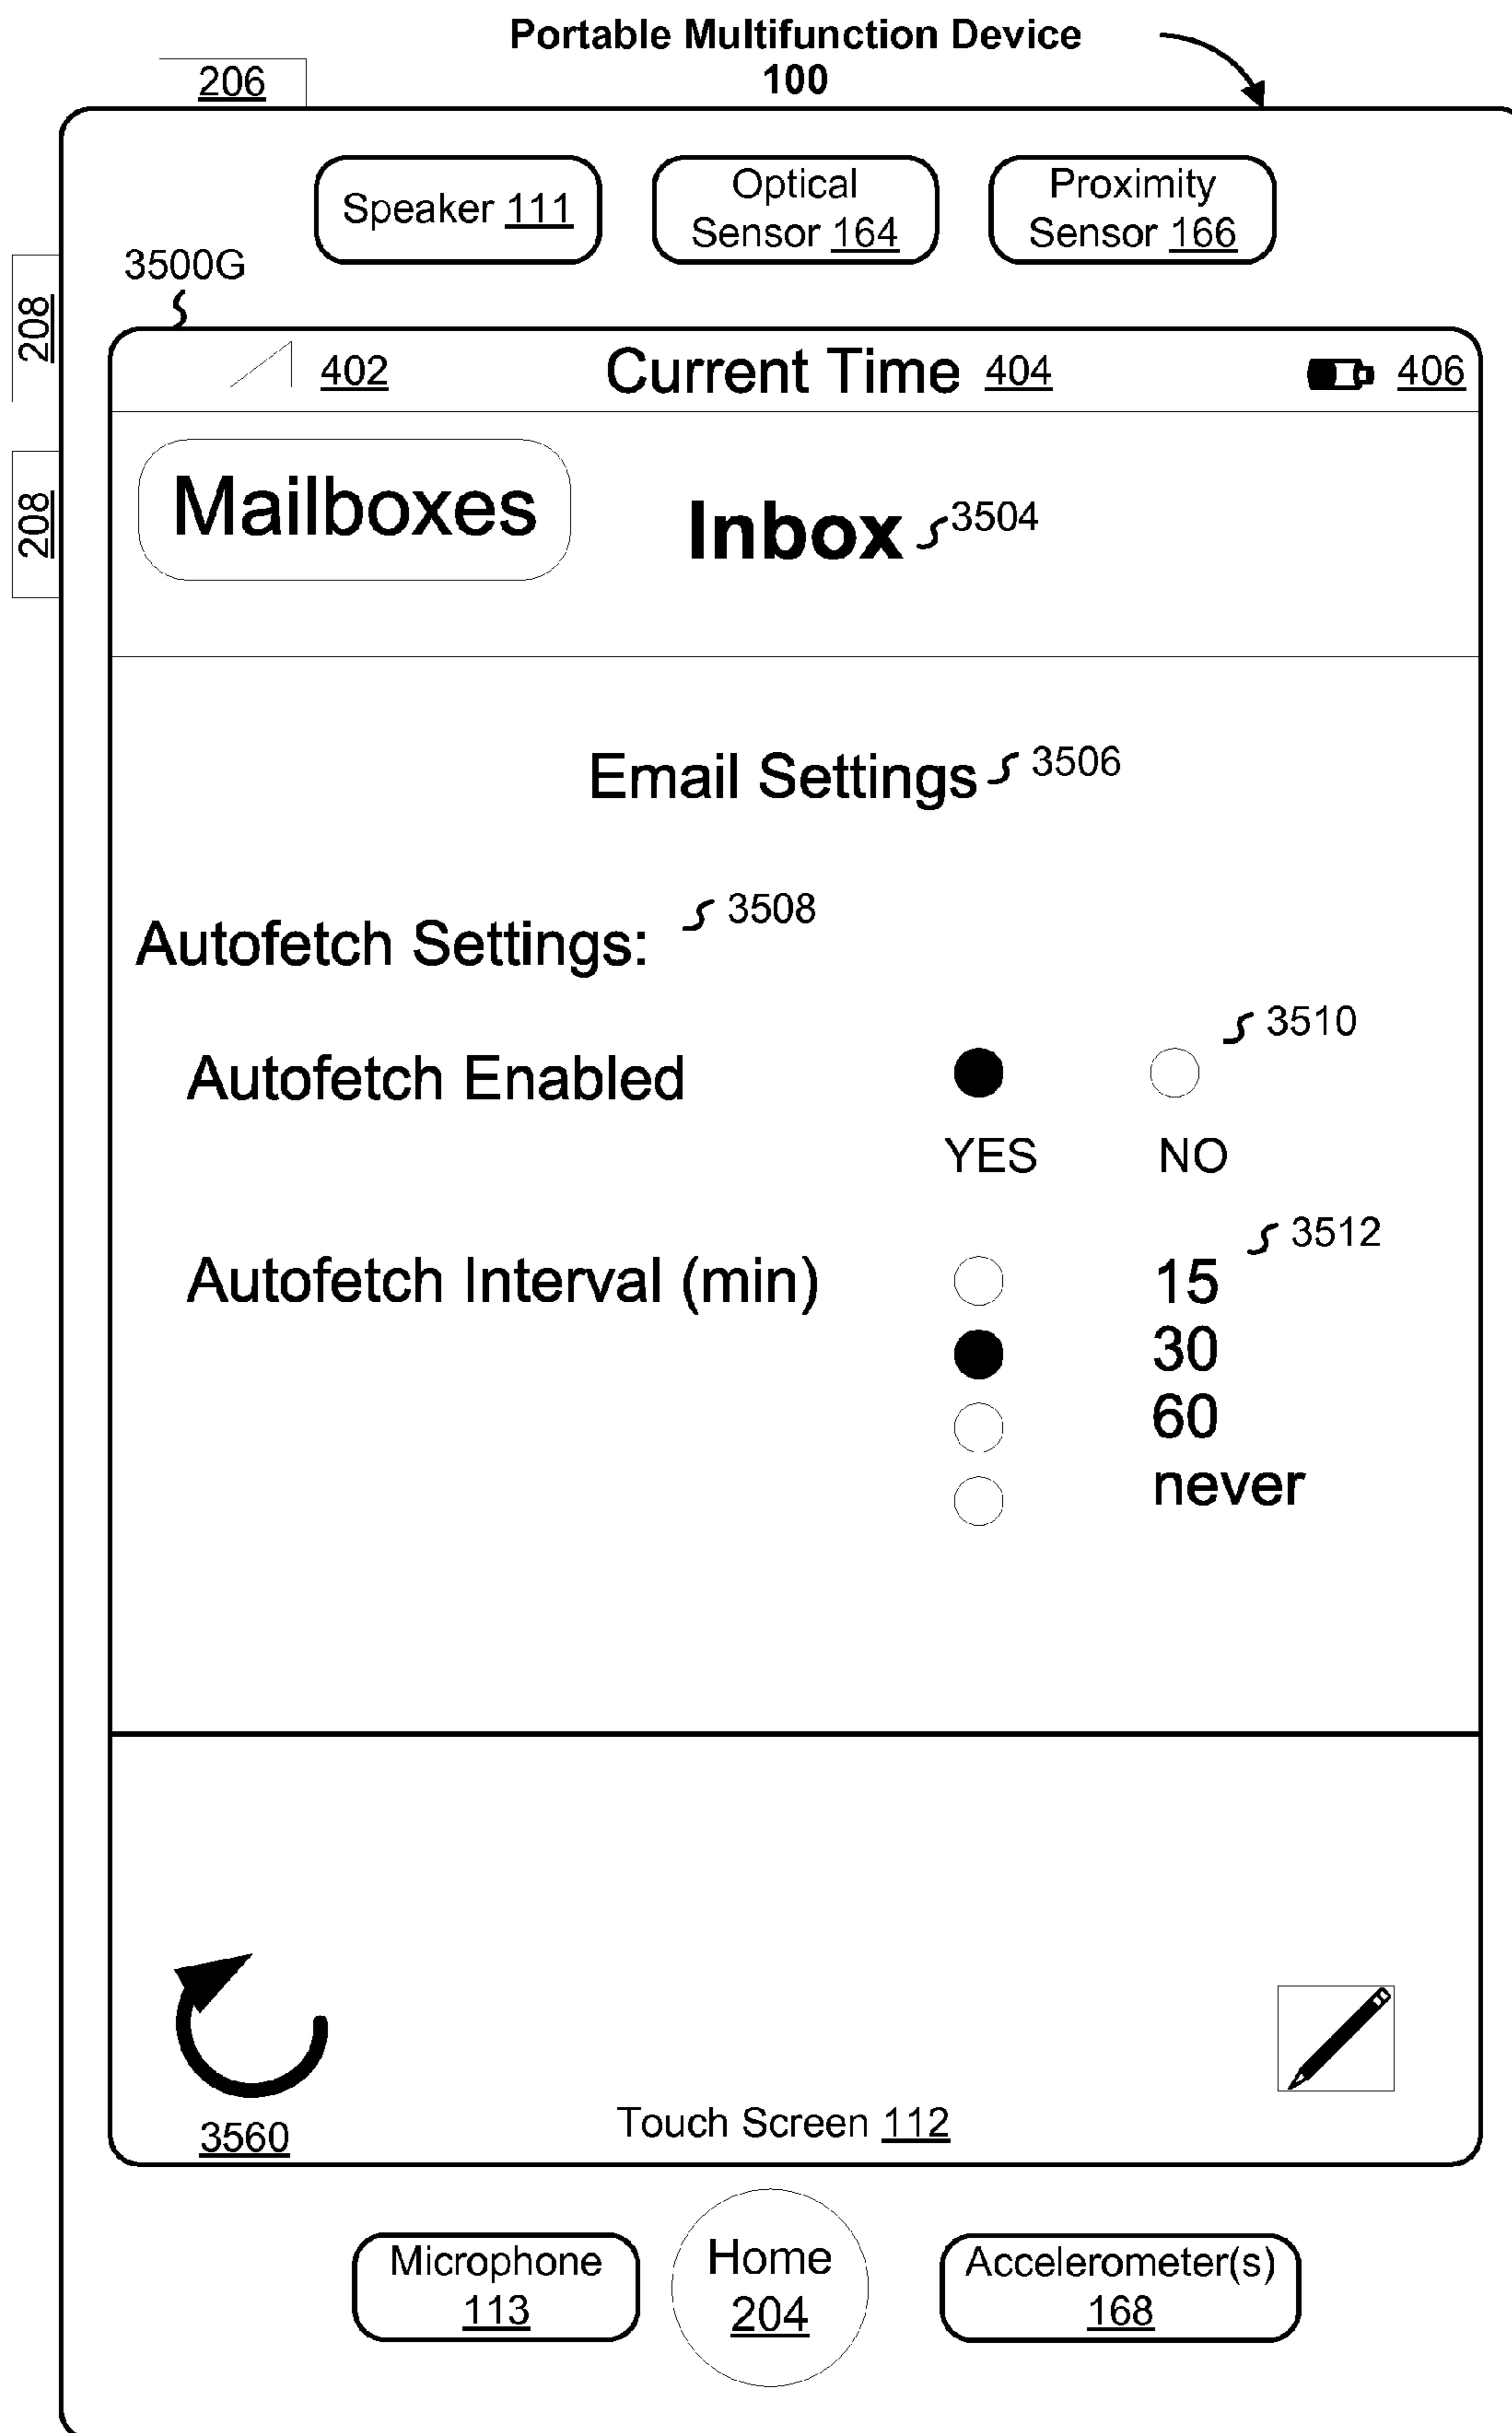 Portable Multifunction Device
100
206
Speaker 111
Optical
Sensor 164
Proximity
Sensor 166
3500G
208
402
Current Time 404
406
Mailboxes
Inbox
3504
208
Email Settings
3506
Autofetch Settings:
3508
3510
Autofetch Enabled
YES
NO
3512
Autofetch Interval (min)
15
30
60
never
3560
Touch Screen 112
Microphone
113
Home
204
Accelerometer(s)
168